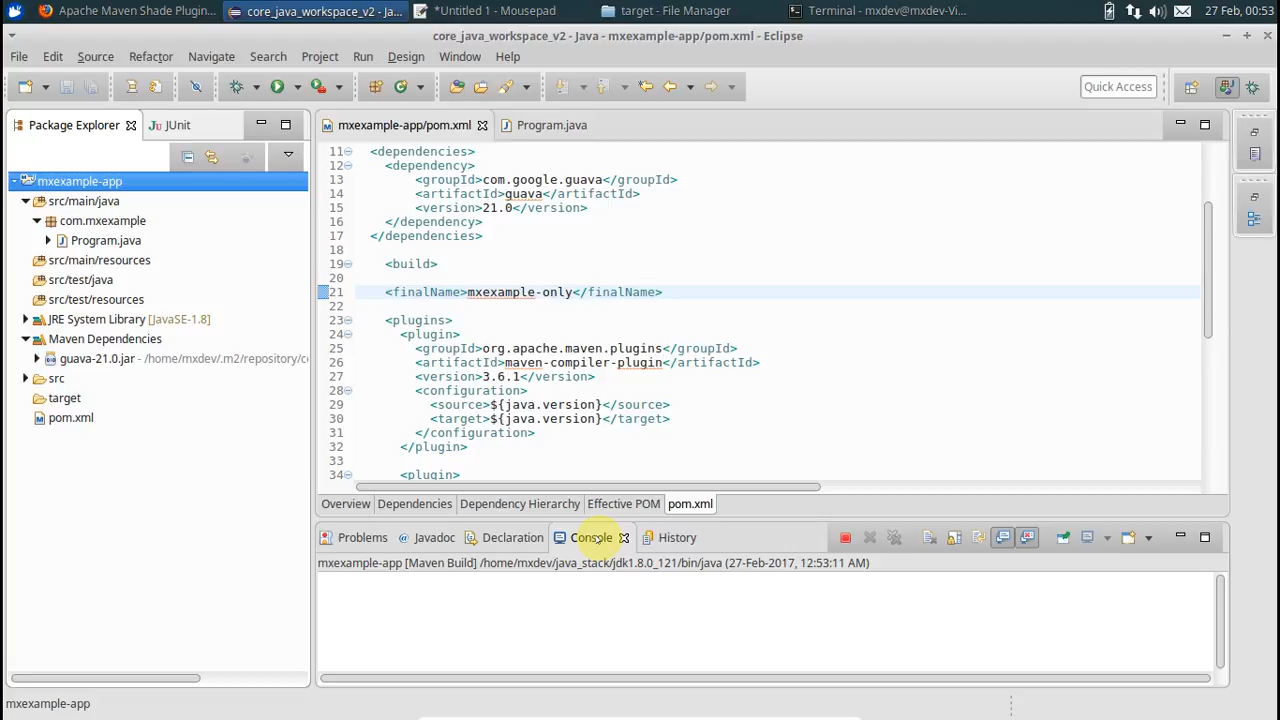 Apache Maven Shade Plugin...
core_java_workspace_v2 - Ja...
*Untitled 1 - Mousepad
target - File Manager
Terminal - mxdev@mxdev-Vi...
27 Feb, 00:53
core_java_workspace_v2 - Java - mxexample-app/pom.xml - Eclipse
File Edit Source Refactor Navigate Search Project Run Design Window Help
Quick Access
Package Explorer
JUnit
mxexample-app
src/main/java
com.mxexample
Program.java
src/main/resources
src/test/java
src/test/resources
JRE System Library [JavaSE-1.8]
Maven Dependencies
guava-21.0.jar - /home/mxdev/.m2/repository/c
src
target
pom.xml
mxexample-app/pom.xml
Program.java
11 <dependencies>
12 <dependency>
13 <groupId>com.google.guava</groupId>
14 <artifactId>guava</artifactId>
15 <version>21.0</version>
16 </dependency>
17 </dependencies>
18
19 <build>
20
21 <finalName>mxexample-only</finalName>
22
23 <plugins>
24 <plugin>
25 <groupId>org.apache.maven.plugins</groupId>
26 <artifactId>maven-compiler-plugin</artifactId>
27 <version>3.6.1</version>
28 <configuration>
29 <source>${java.version}</source>
30 <target>${java.version}</target>
31 </configuration>
32 </plugin>
33
34 <plugin>
Overview Dependencies Dependency Hierarchy Effective POM pom.xml
Problems Javadoc Declaration Console History
mxexample-app [Maven Build] /home/mxdev/java_stack/jdk1.8.0_121/bin/java (27-Feb-2017, 12:53:11 AM)
mxexample-app